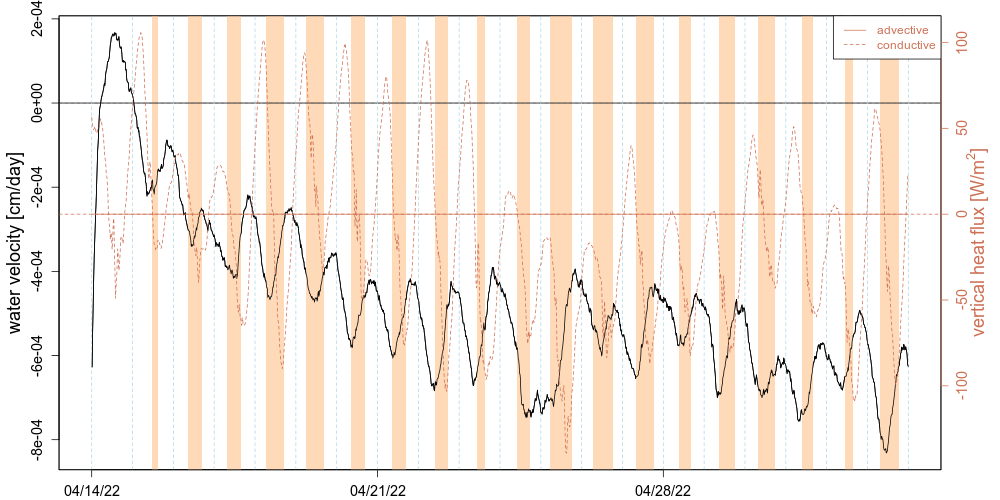 advective
conductive
water velocity [cm/day]
2e-04
0e+00
-2e-04
-4e-04
-6e-04
-8e-04
100
50
0
-50
-100
vertical heat flux [W/m²]
04/14/22
04/21/22
04/28/22